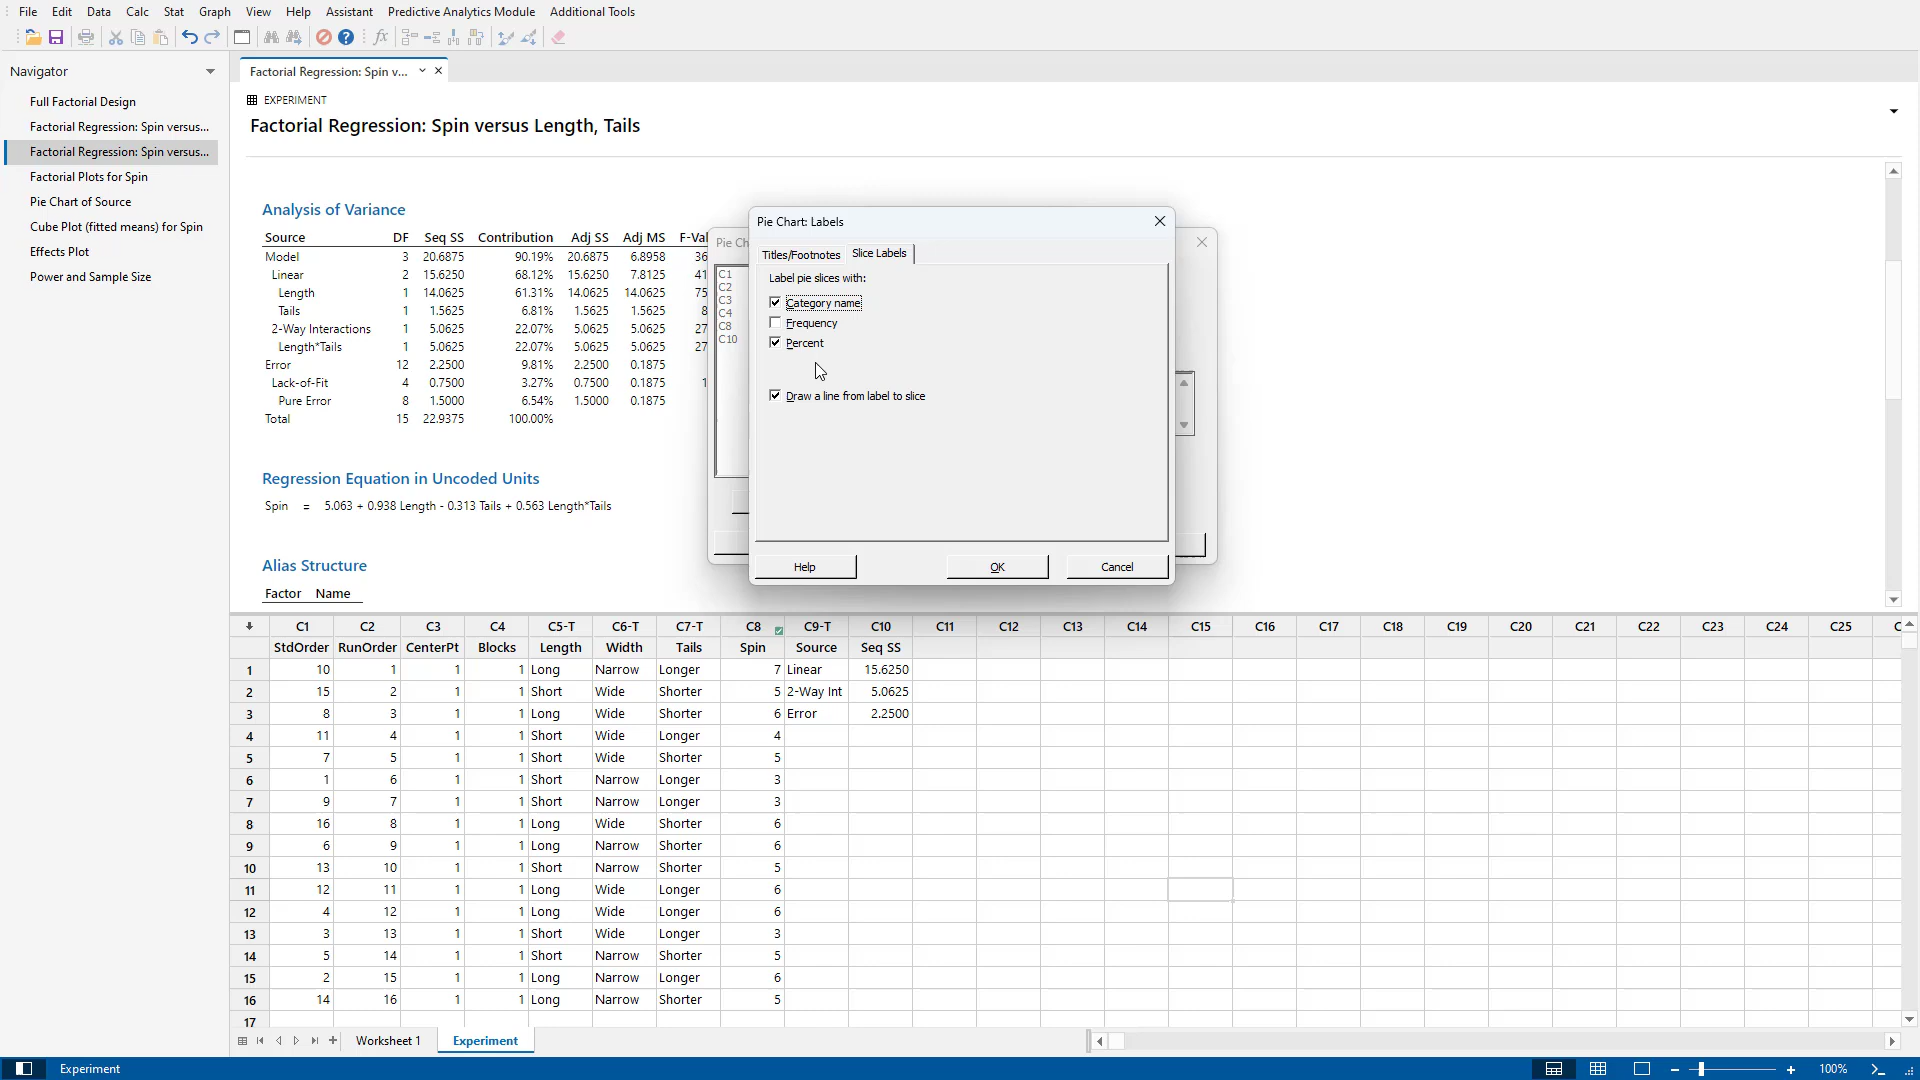 File Edit Data Calc Stat Graph View Help Assistant Predictive Analytics Module Additional Tools
Navigator
Full Factorial Design
Factorial Regression: Spin versus...
Factorial Regression: Spin versus...
Factorial Plots for Spin
Pie Chart of Source
Cube Plot (fitted means) for Spin
Effects Plot
Power and Sample Size
Factorial Regression: Spin v...
EXPERIMENT
Factorial Regression: Spin versus Length, Tails
Analysis of Variance
Source DF Seq SS Contribution Adj SS Adj MS F-Val
Model 3 20.6875 90.19% 20.6875 6.8958 36
Linear 2 15.6250 68.12% 15.6250 7.8125 41
Length 1 14.0625 61.31% 14.0625 14.0625 75
Tails 1 1.5625 6.81% 1.5625 1.5625 8
2-Way Interactions 1 5.0625 22.07% 5.0625 5.0625 27
Length*Tails 1 5.0625 22.07% 5.0625 5.0625 27
Error 12 2.2500 9.81% 2.2500 0.1875
Lack-of-Fit 4 0.7500 3.27% 0.7500 0.1875 1
Pure Error 8 1.5000 6.54% 1.5000 0.1875
Total 15 22.9375 100.00%
Regression Equation in Uncoded Units
Spin = 5.063 + 0.938 Length - 0.313 Tails + 0.563 Length*Tails
Alias Structure
Factor Name
Pie Ch
C1
C2
C3
C4
C8
C10
Pie Chart: Labels
Titles/Footnotes Slice Labels
Label pie slices with:
Category name
Frequency
Percent
Draw a line from label to slice
Help OK Cancel
C1 C2 C3 C4 C5-T C6-T C7-T C8 C9-T C10 C11 C12 C13 C14 C15 C16 C17 C18 C19 C20 C21 C22 C23 C24 C25 C
StdOrder RunOrder CenterPt Blocks Length Width Tails Spin Source Seq SS
1 10 1 1 1 Long Narrow Longer 7 Linear 15.6250
2 15 2 1 1 Short Wide Shorter 5 2-Way Int 5.0625
3 8 3 1 1 Long Wide Shorter 6 Error 2.2500
4 11 4 1 1 Short Wide Longer 4
5 7 5 1 1 Short Wide Shorter 5
6 1 6 1 1 Short Narrow Longer 3
7 9 7 1 1 Short Narrow Longer 3
8 16 8 1 1 Long Wide Shorter 6
9 6 9 1 1 Long Narrow Shorter 6
10 13 10 1 1 Short Narrow Shorter 5
11 12 11 1 1 Long Wide Longer 6
12 4 12 1 1 Long Wide Longer 6
13 3 13 1 1 Short Wide Longer 3
14 5 14 1 1 Short Narrow Shorter 5
15 2 15 1 1 Long Narrow Longer 6
16 14 16 1 1 Long Narrow Shorter 5
17
Worksheet 1 Experiment
Experiment 100%